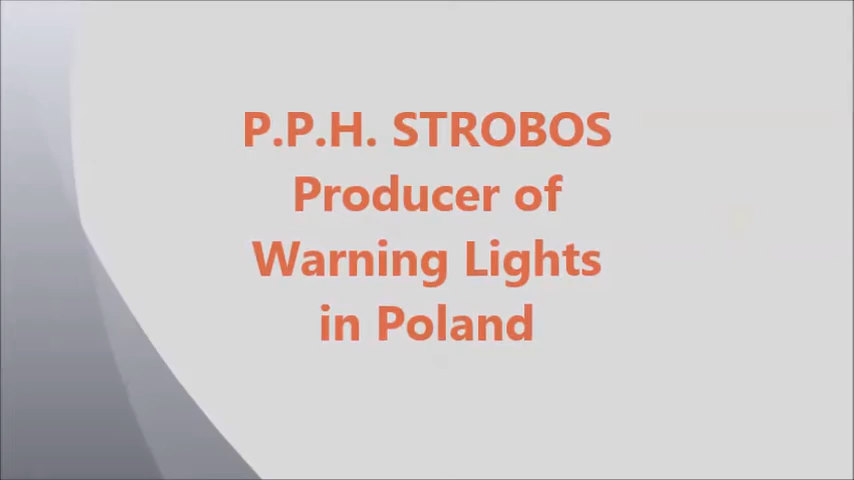 P.P.H. STROBOS
Producer of
Warning Lights
in Poland